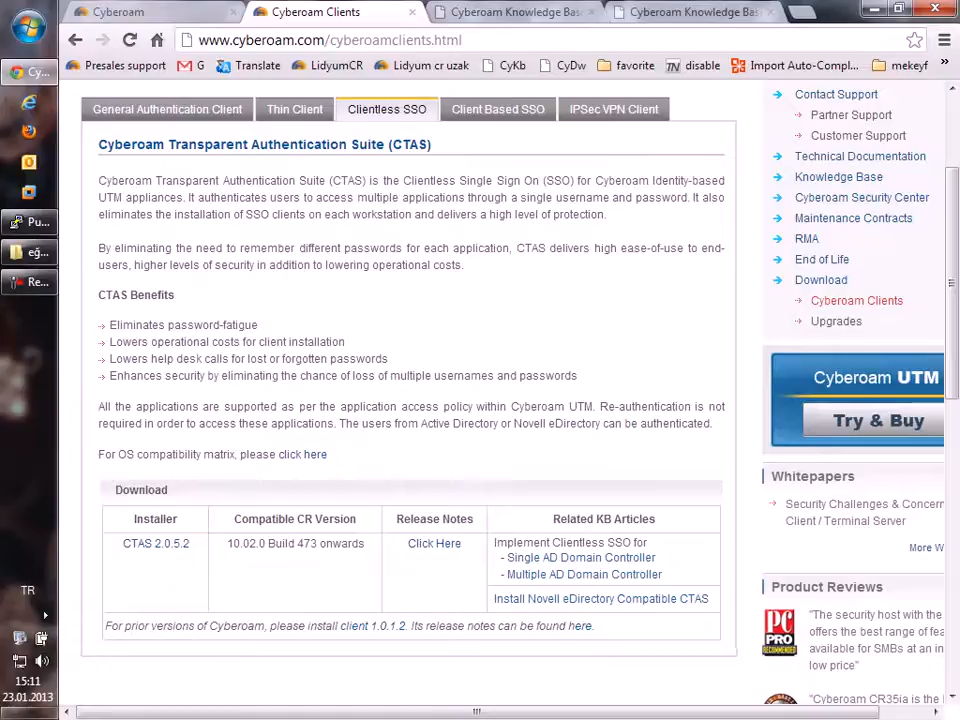 Cyberoam
Cyberoam Clients
Cyberoam Knowledge Bas
Cyberoam Knowledge Bas
www.cyberoam.com/cyberoamclients.html
Presales support
G
Translate
LidyumCR
Lidyum cr uzak
CyKb
CyDw
favorite
TN disable
Import Auto-Compl...
mekeyf
»
Cy...
Pu...
eğ...
Re...
TR
15:11
23.01.2013
General Authentication Client
Thin Client
Clientless SSO
Client Based SSO
IPSec VPN Client
Cyberoam Transparent Authentication Suite (CTAS)
Cyberoam Transparent Authentication Suite (CTAS) is the Clientless Single Sign On (SSO) for Cyberoam Identity-based
UTM appliances. It authenticates users to access multiple applications through a single username and password. It also
eliminates the installation of SSO clients on each workstation and delivers a high level of protection.
By eliminating the need to remember different passwords for each application, CTAS delivers high ease-of-use to end-
users, higher levels of security in addition to lowering operational costs.
CTAS Benefits
Eliminates password-fatigue
Lowers operational costs for client installation
Lowers help desk calls for lost or forgotten passwords
Enhances security by eliminating the chance of loss of multiple usernames and passwords
All the applications are supported as per the application access policy within Cyberoam UTM. Re-authentication is not
required in order to access these applications. The users from Active Directory or Novell eDirectory can be authenticated.
For OS compatibility matrix, please click here
Download
Installer
Compatible CR Version
Release Notes
Related KB Articles
CTAS 2.0.5.2
10.02.0 Build 473 onwards
Click Here
Implement Clientless SSO for
- Single AD Domain Controller
- Multiple AD Domain Controller
Install Novell eDirectory Compatible CTAS
For prior versions of Cyberoam, please install client 1.0.1.2. Its release notes can be found here.
Contact Support
Partner Support
Customer Support
Technical Documentation
Knowledge Base
Cyberoam Security Center
Maintenance Contracts
RMA
End of Life
Download
Cyberoam Clients
Upgrades
Cyberoam UTM
Try & Buy
Whitepapers
Security Challenges & Concern
Client / Terminal Server
More W
Product Reviews
PC PRO
RECOMMENDED
"The security host with the
offers the best range of fea
available for SMBs at an in
low price"
"Cyberoam CR35ia is the